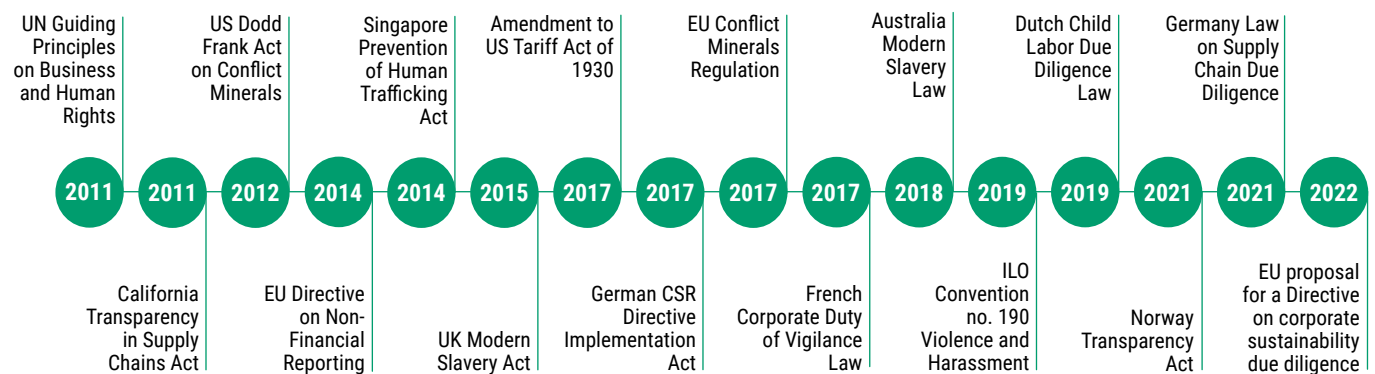 UN Guiding
Principles
on Business
and Human
Rights
US Dodd
Frank Act
on Conflict
Minerals
Singapore
Prevention
of Human
Trafficking
Act
Amendment to
US Tariff Act of
1930
EU Conflict
Minerals
Regulation
Australia
Modern
Slavery
Law
Dutch Child
Labor Due
Diligence
Law
Germany Law
on Supply
Chain Due
Diligence
2011
2011
2012
2014
2014
2015
2017
2017
2017
2017
2018
2019
2019
2021
2021
2022
California
Transparency
in Supply
Chains Act
EU Directive
on Non-
Financial
Reporting
UK Modern
Slavery Act
German CSR
Directive
Implementation
Act
French
Corporate Duty
of Vigilance
Law
ILO
Convention
no. 190
Violence and
Harassment
Norway
Transparency
Act
EU proposal
for a Directive
on corporate
sustainability
due diligence